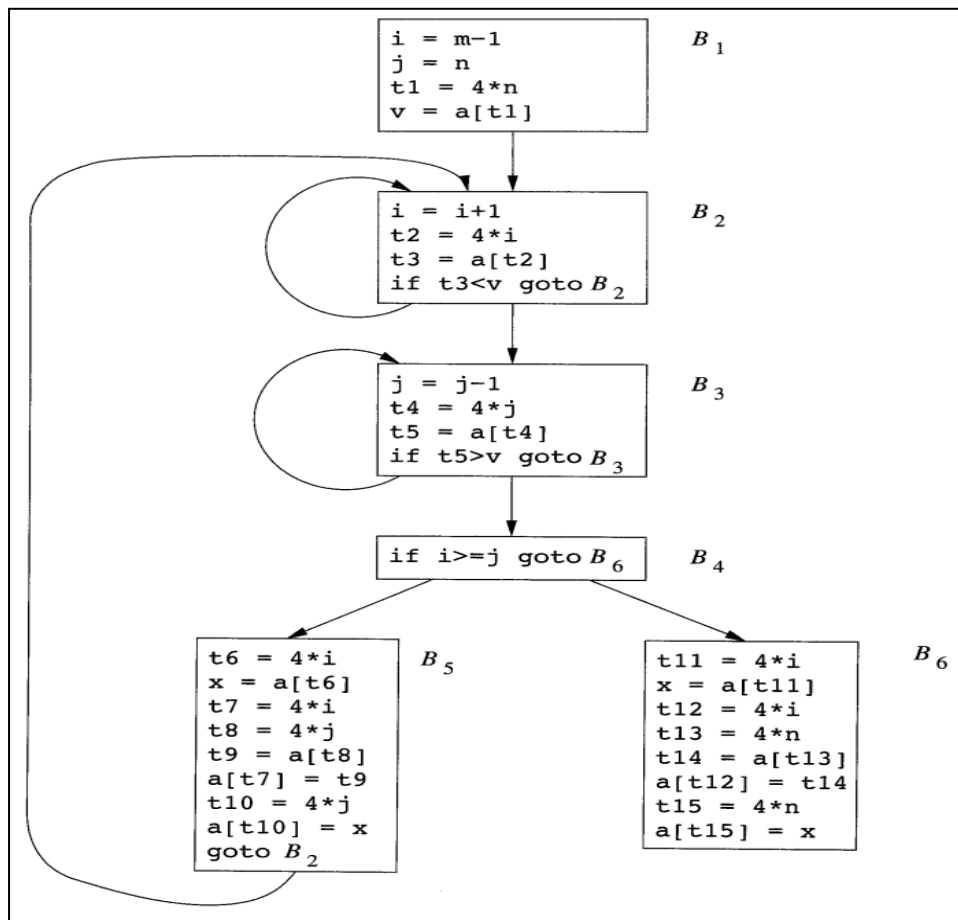 i = m-1
j = n
t1 = 4*n
v = a[t1]
B1
i = i+1
t2 = 4*i
t3 = a[t2]
if t3<v goto B2
B2
j = j-1
t4 = 4*j
t5 = a[t4]
if t5>v goto B3
B3
if i>=j goto B6
B4
t6 = 4*i
x = a[t6]
t7 = 4*i
t8 = 4*j
t9 = a[t8]
a[t7] = t9
t10 = 4*j
a[t10] = x
goto B2
B5
t11 = 4*i
x = a[t11]
t12 = 4*i
t13 = 4*n
t14 = a[t13]
a[t12] = t14
t15 = 4*n
a[t15] = x
B6